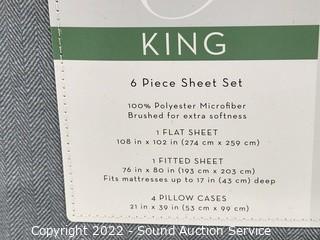 KING
6 Piece Sheet Set
100% Polyester Microfiber
Brushed for extra softness
1 FLAT SHEET
108 in x 102 in (274 cm x 259 cm)
1 FITTED SHEET
76 in x 80 in (193 cm x 203 cm)
Fits mattresses up to 17 in (43 cm) deep
4 PILLOW CASES
21 in x 39 in (53 cm x 99 cm)
Copyright 2022 - Sound Auction Service